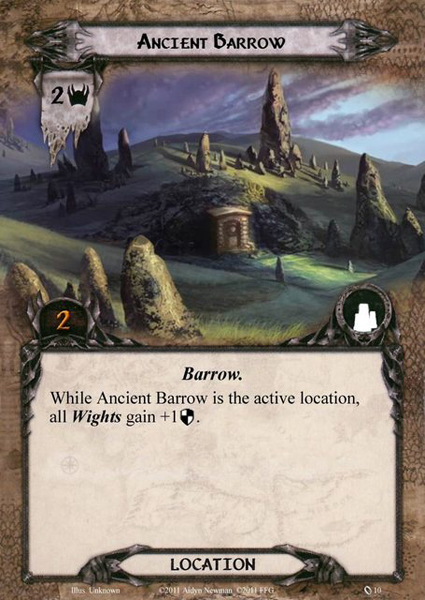 Ancient Barrow
2
2
Barrow.
While Ancient Barrow is the active location,
all Wights gain +1.
LOCATION
Illus. Unknown ©2011 Aidyn Newman ©2011 FFG 10